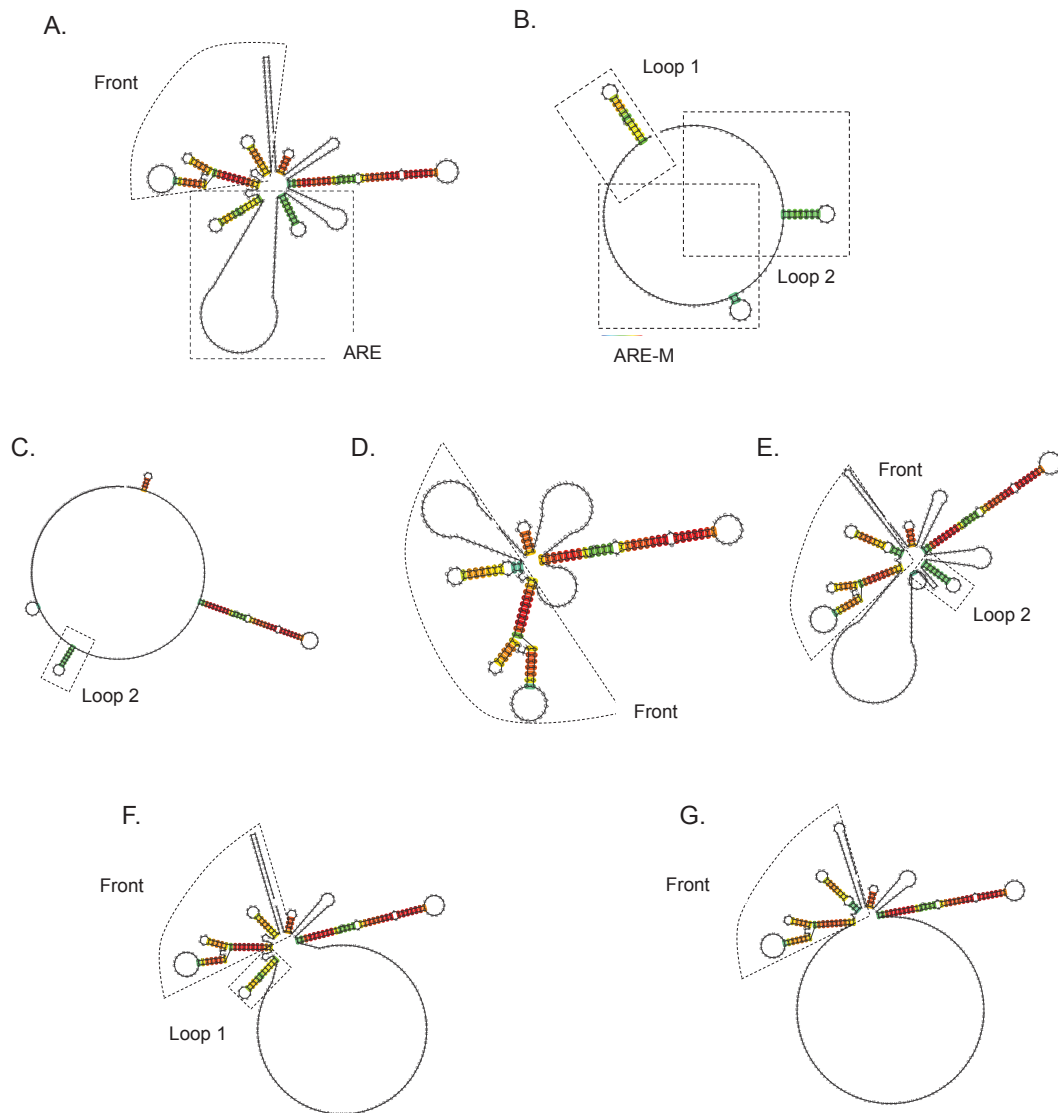 A.
B.
Front
Loop 1
Loop 2
ARE
ARE-M
C.
D.
E.
Front
Loop 2
Loop 2
Front
F.
G.
Front
Front
Loop 1